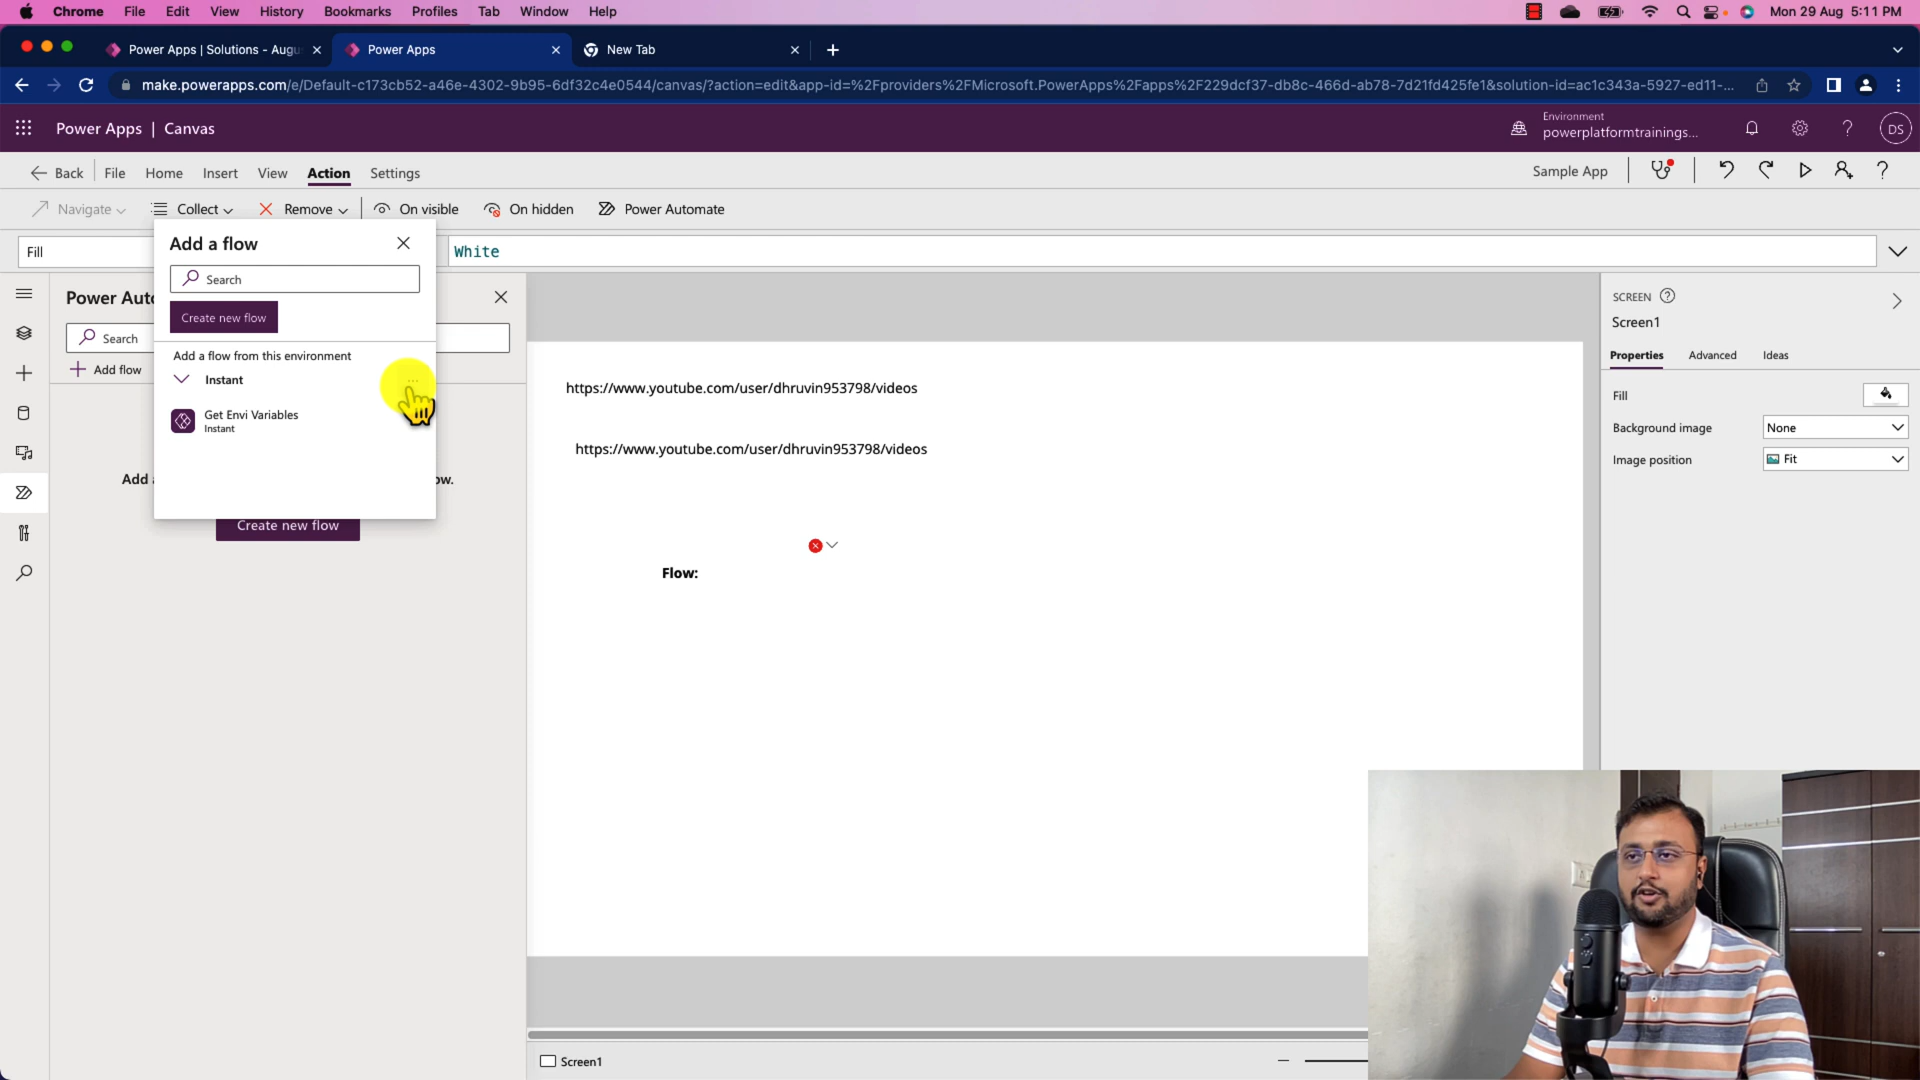 Chrome File Edit View History Bookmarks Profiles Tab Window Help Mon 29 Aug 5:11 PM
Power Apps | Solutions - Augu Power Apps New Tab
make.powerapps.com/e/Default-c173cb52-a46e-4302-9b95-6df32c4e0544/canvas/?action=edit&app-id=%2Fproviders%2FMicrosoft.PowerApps%2Fapps%2F229dcf37-db8c-466d-ab78-7d21fd425fe1&solution-id=ac1c343a-5927-ed11-...
Power Apps | Canvas
Environment
powerplatformtrainings...
DS
Back File Home Insert View Action Settings Sample App
Navigate Collect Remove On visible On hidden Power Automate
Fill White
Add a flow
Search
Create new flow
Add a flow from this environment
Instant
Get Envi Variables
Instant
Power Auto
Search
Add flow
Add a
ow.
Create new flow
https://www.youtube.com/user/dhruvin953798/videos
https://www.youtube.com/user/dhruvin953798/videos
Flow:
SCREEN
Screen1
Properties Advanced Ideas
Fill
Background image None
Image position Fit
Screen1